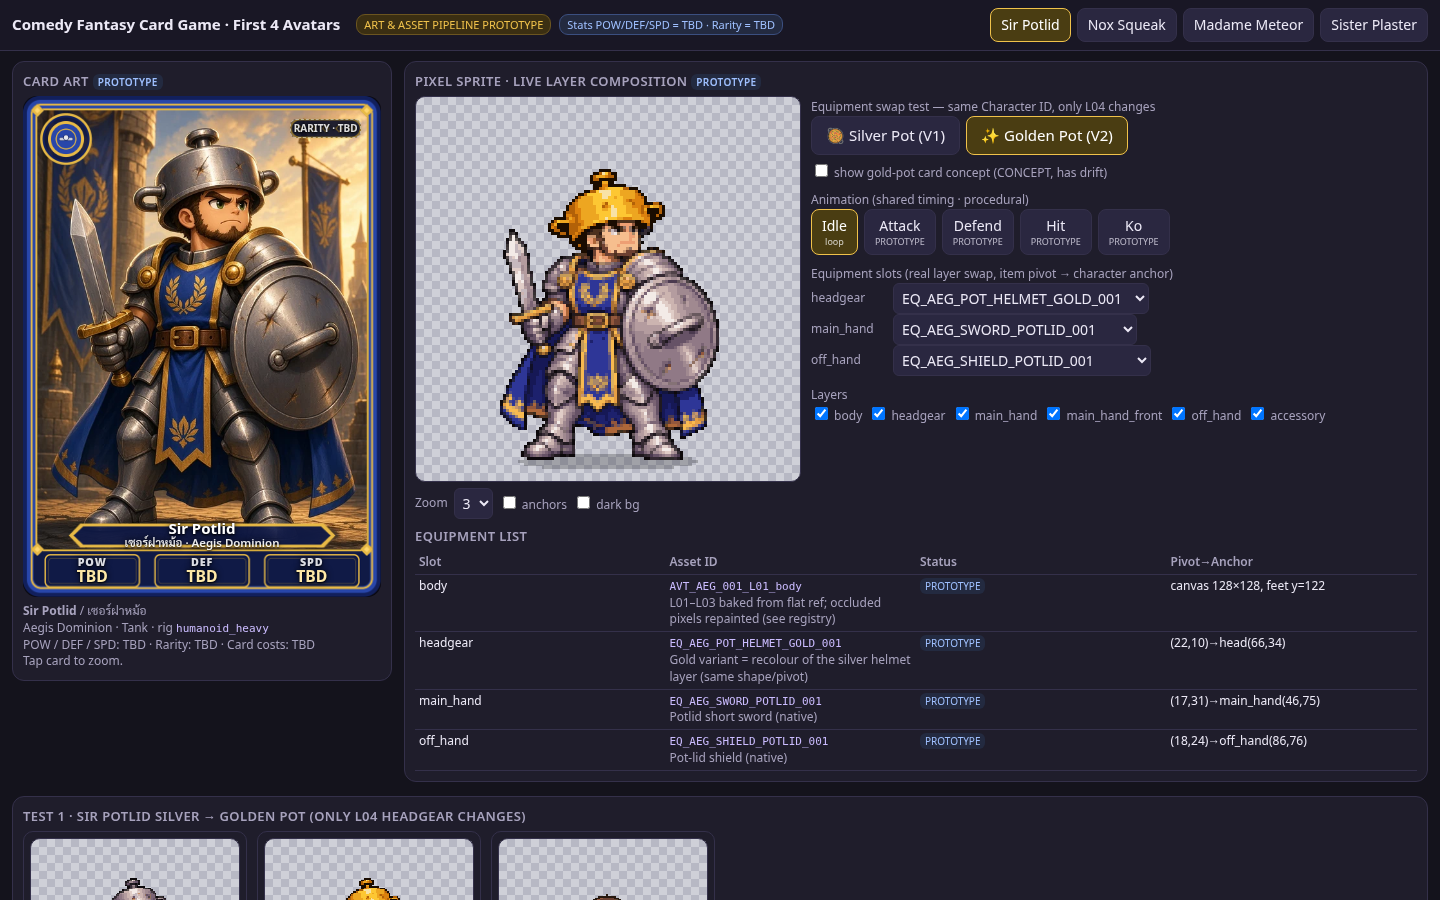 Comedy Fantasy Card Game · First 4 Avatars
ART & ASSET PIPELINE PROTOTYPE
Stats POW/DEF/SPD = TBD · Rarity = TBD
Sir Potlid
Nox Squeak
Madame Meteor
Sister Plaster
CARD ART PROTOTYPE
RARITY · TBD
Sir Potlid
เซอร์ฝาหม้อ · Aegis Dominion
POW
TBD
DEF
TBD
SPD
TBD
Sir Potlid / เซอร์ฝาหม้อ
Aegis Dominion · Tank · rig humanoid_heavy
POW / DEF / SPD: TBD · Rarity: TBD · Card costs: TBD
Tap card to zoom.
PIXEL SPRITE · LIVE LAYER COMPOSITION PROTOTYPE
Equipment swap test — same Character ID, only L04 changes
🥘 Silver Pot (V1)
✨ Golden Pot (V2)
show gold-pot card concept (CONCEPT, has drift)
Animation (shared timing · procedural)
Idle
loop
Attack
PROTOTYPE
Defend
PROTOTYPE
Hit
PROTOTYPE
Ko
PROTOTYPE
Equipment slots (real layer swap, item pivot → character anchor)
headgear EQ_AEG_POT_HELMET_GOLD_001
main_hand EQ_AEG_SWORD_POTLID_001
off_hand EQ_AEG_SHIELD_POTLID_001
Layers
body headgear main_hand main_hand_front off_hand accessory
Zoom 3 anchors dark bg
EQUIPMENT LIST
Slot Asset ID Status Pivot→Anchor
body AVT_AEG_001_L01_body PROTOTYPE canvas 128×128, feet y=122
L01–L03 baked from flat ref; occluded
pixels repainted (see registry)
headgear EQ_AEG_POT_HELMET_GOLD_001 PROTOTYPE (22,10)→head(66,34)
Gold variant = recolour of the silver helmet
layer (same shape/pivot)
main_hand EQ_AEG_SWORD_POTLID_001 PROTOTYPE (17,31)→main_hand(46,75)
Potlid short sword (native)
off_hand EQ_AEG_SHIELD_POTLID_001 PROTOTYPE (18,24)→off_hand(86,76)
Pot-lid shield (native)
TEST 1 · SIR POTLID SILVER → GOLDEN POT (ONLY L04 HEADGEAR CHANGES)